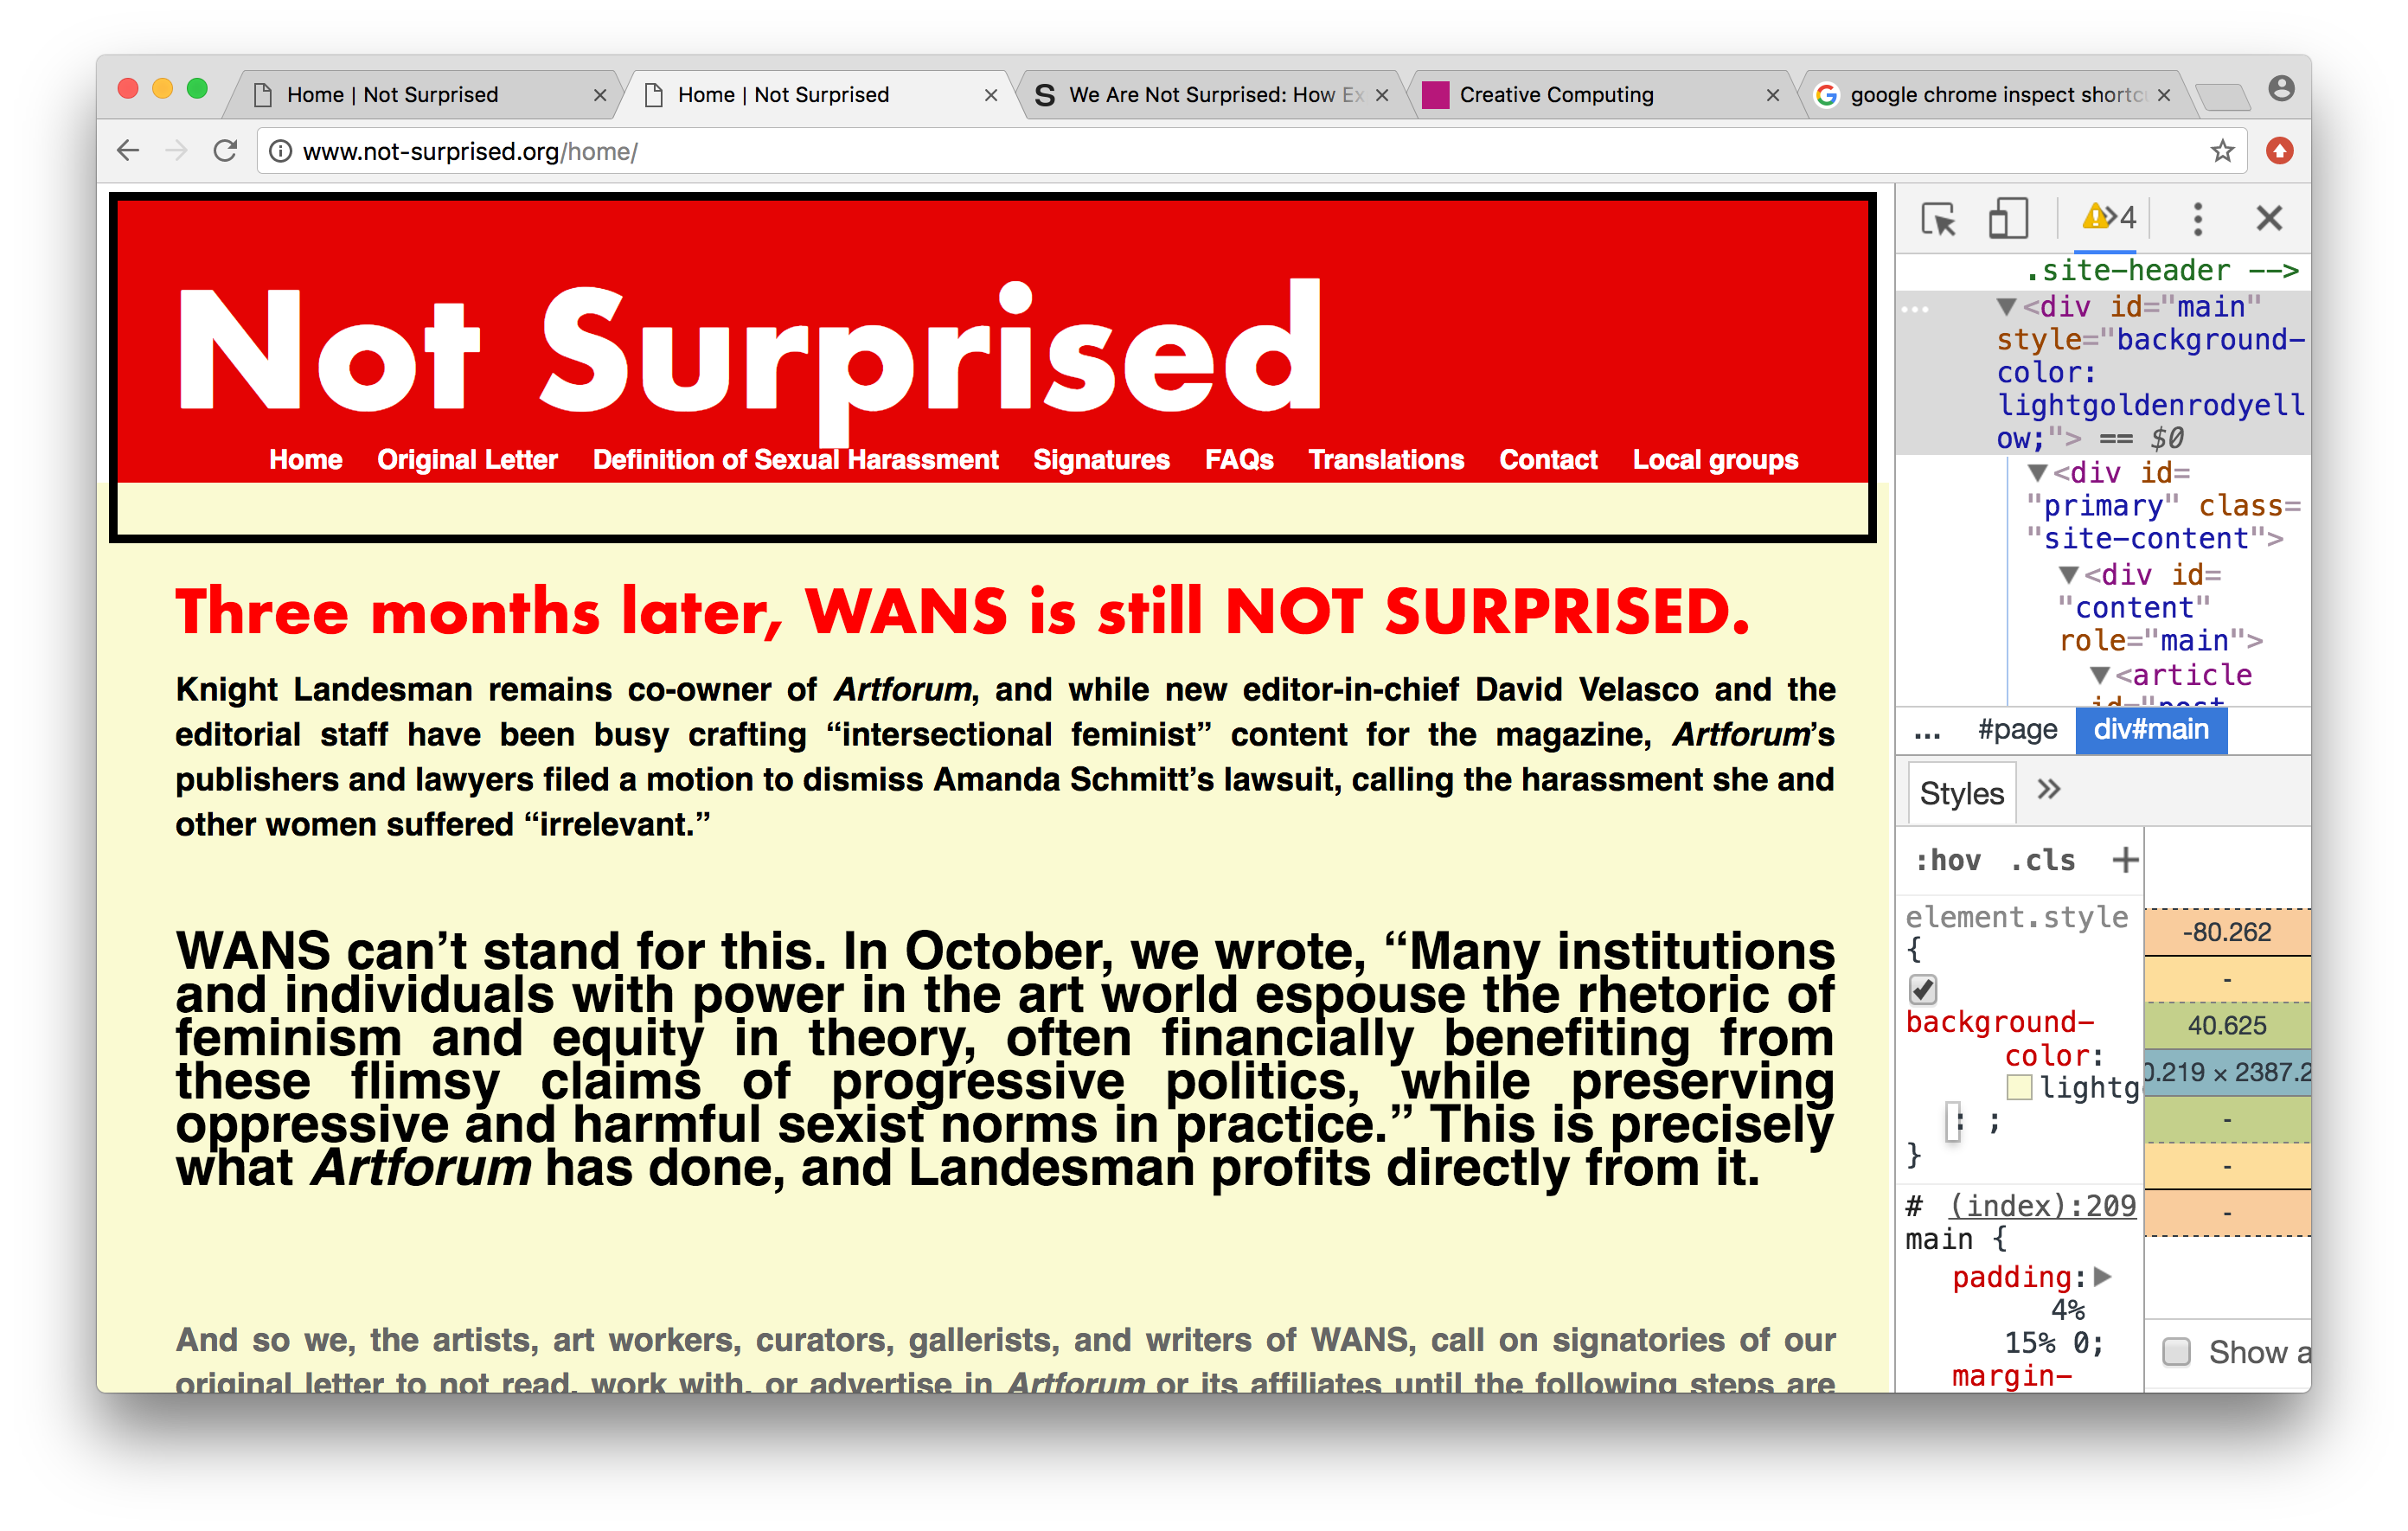 Home | Not Surprised
Home | Not Surprised
We Are Not Surprised: How Ex
Creative Computing
google chrome inspect shortc
www.not-surprised.org/home/
Not Surprised
Home Original Letter Definition of Sexual Harassment Signatures FAQs Translations Contact Local groups
Three months later, WANS is still NOT SURPRISED.
Knight Landesman remains co-owner of Artforum, and while new editor-in-chief David Velasco and the
editorial staff have been busy crafting “intersectional feminist” content for the magazine, Artforum’s
publishers and lawyers filed a motion to dismiss Amanda Schmitt’s lawsuit, calling the harassment she and
other women suffered “irrelevant.”
WANS can’t stand for this. In October, we wrote, “Many institutions
and individuals with power in the art world espouse the rhetoric of
feminism and equity in theory, often financially benefiting from
these flimsy claims of progressive politics, while preserving
oppressive and harmful sexist norms in practice.” This is precisely
what Artforum has done, and Landesman profits directly from it.
And so we, the artists, art workers, curators, gallerists, and writers of WANS, call on signatories of our
original letter to not read, work with, or advertise in Artforum or its affiliates until the following steps are
4
.site-header -->
<div id="main"
style="background-
color:
lightgoldenrodyell
ow;"> == $0
<div id=
"primary" class=
"site-content">
<div id=
"content"
role="main">
<article
id="post
... #page div#main
Styles
:hov .cls +
element.style
{
background-
color:
lightg
: ;
}
# (index):209
main {
padding:
4%
15% 0;
margin-
-80.262
-
40.625
0.219 × 2387.2
-
-
-
Show a